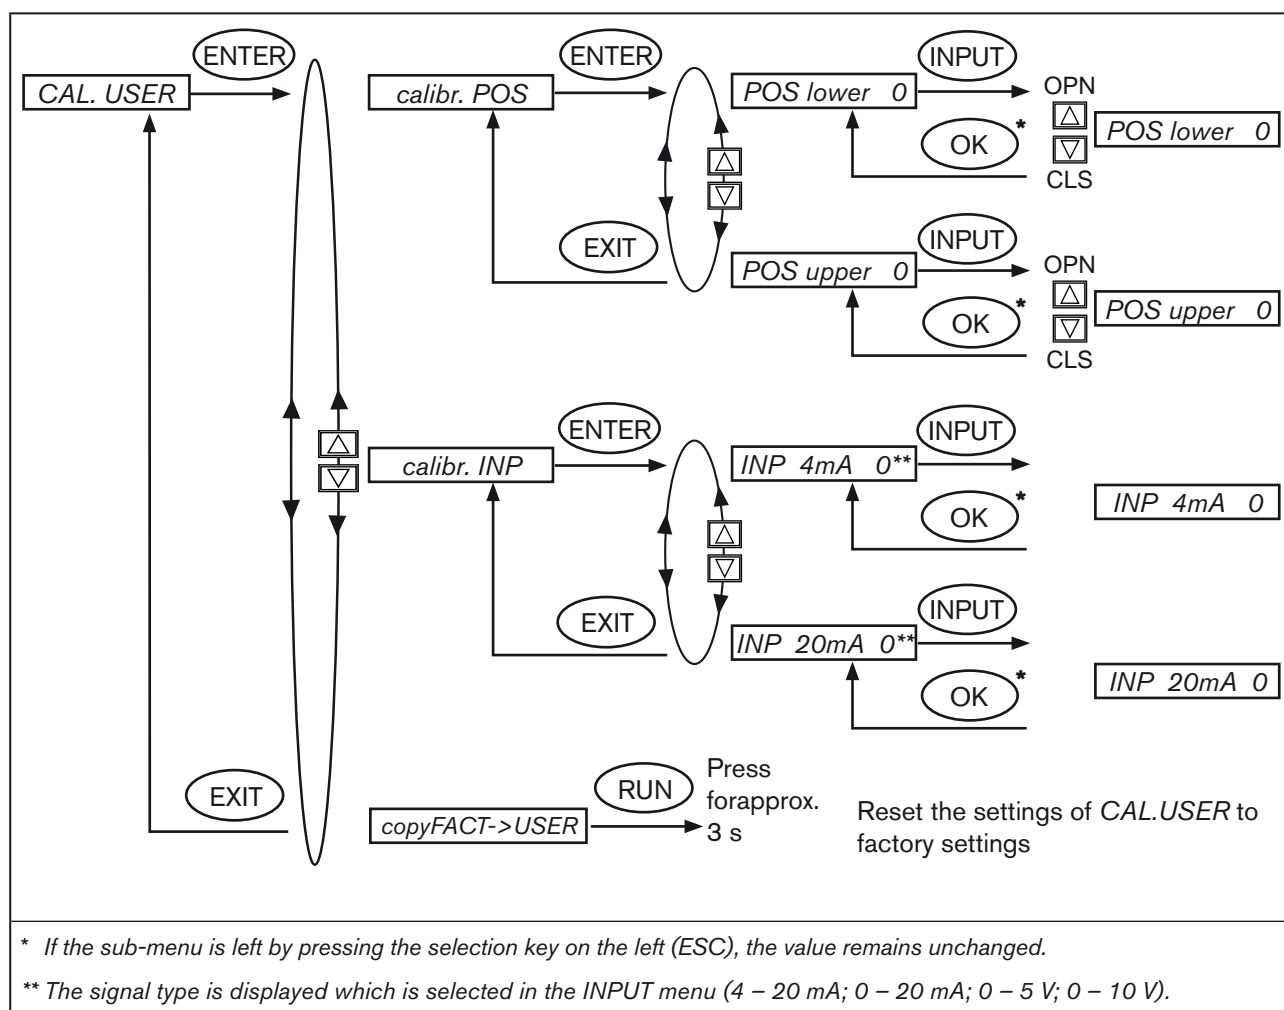 ENTER
CAL. USER
ENTER
calibr. POS
INPUT
POS lower 0
OPN
OK *
POS lower 0
CLS
EXIT
INPUT
POS upper 0
OPN
OK *
POS upper 0
CLS
ENTER
calibr. INP
INPUT
INP 4mA 0**
OK *
INP 4mA 0
EXIT
INPUT
INP 20mA 0**
OK *
INP 20mA 0
EXIT
copyFACT->USER
RUN
Press
forapprox.
3 s
Reset the settings of CAL.USER to
factory settings
* If the sub-menu is left by pressing the selection key on the left (ESC), the value remains unchanged.
** The signal type is displayed which is selected in the INPUT menu (4 – 20 mA; 0 – 20 mA; 0 – 5 V; 0 – 10 V).